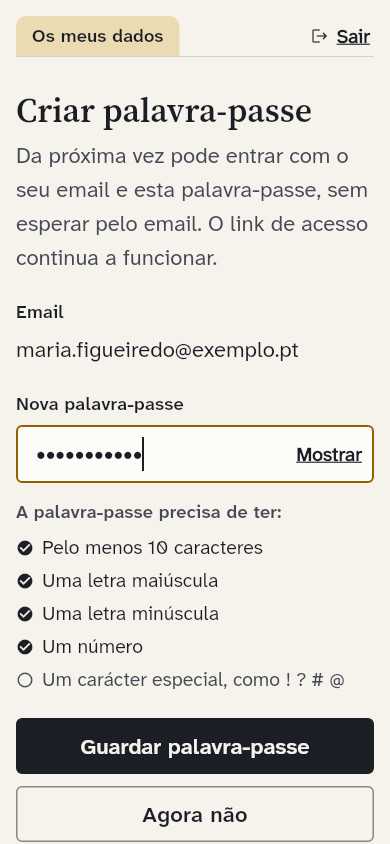 Os meus dados
Sair
Criar palavra-passe
Da próxima vez pode entrar com o
seu email e esta palavra-passe, sem
esperar pelo email. O link de acesso
continua a funcionar.
Email
maria.figueiredo@exemplo.pt
Nova palavra-passe
•••••••••••
Mostrar
A palavra-passe precisa de ter:
Pelo menos 10 caracteres
Uma letra maiúscula
Uma letra minúscula
Um número
Um carácter especial, como ! ? # @
Guardar palavra-passe
Agora não